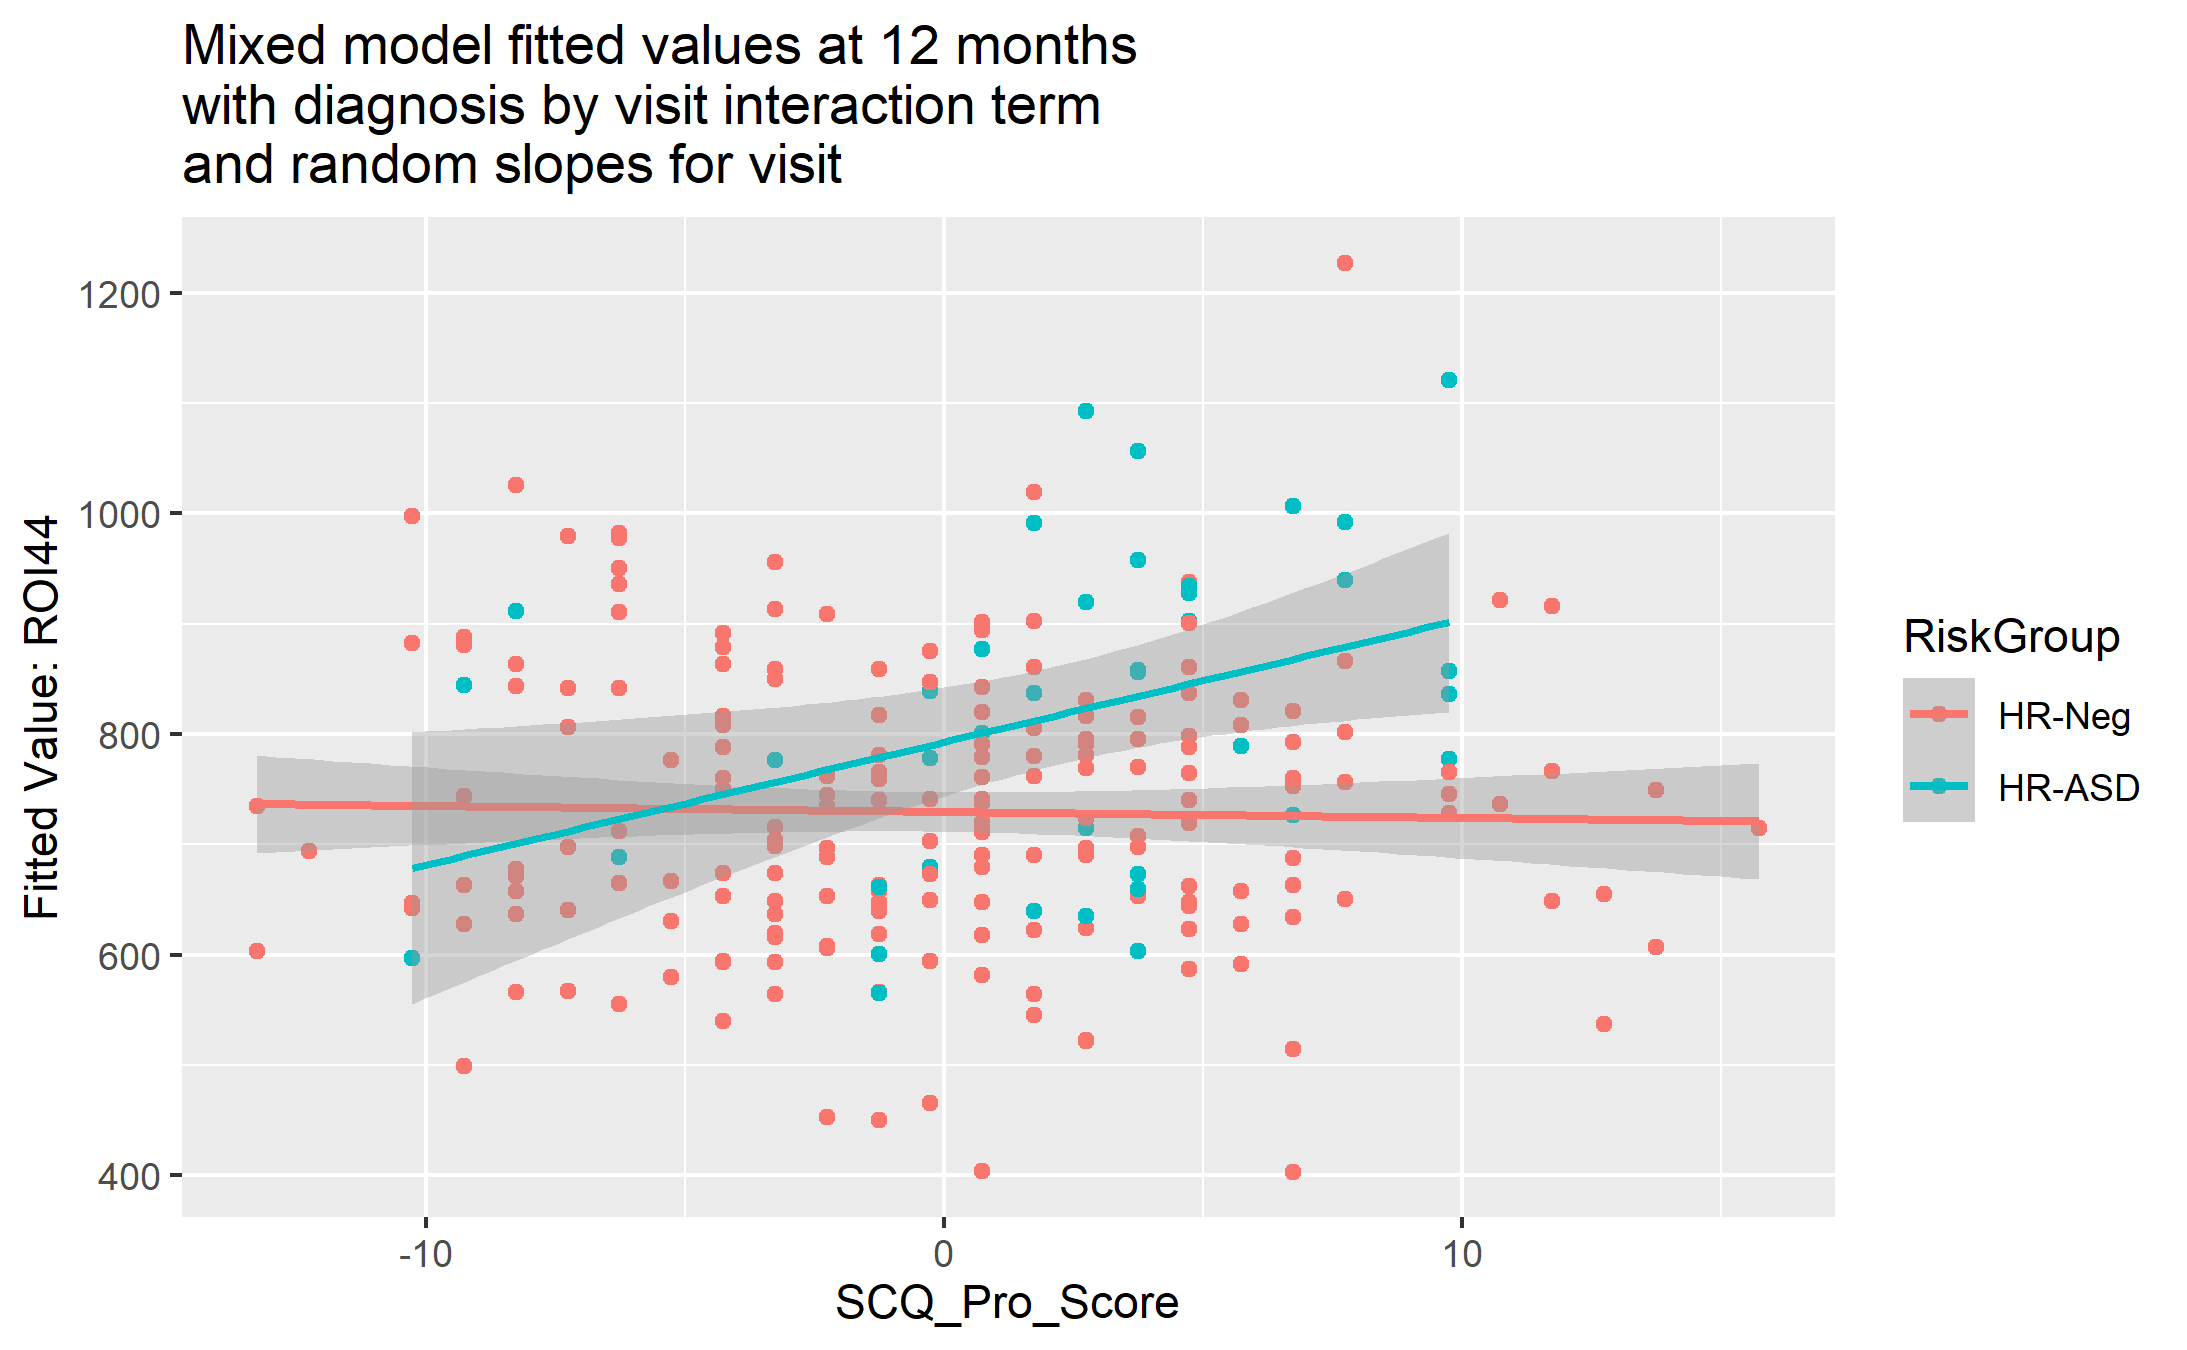 Mixed model fitted values at 12 months
with diagnosis by visit interaction term
and random slopes for visit
1200
1000
800
600
400
Fitted Value: ROI44
-10
0
10
SCQ_Pro_Score
RiskGroup
HR-Neg
HR-ASD